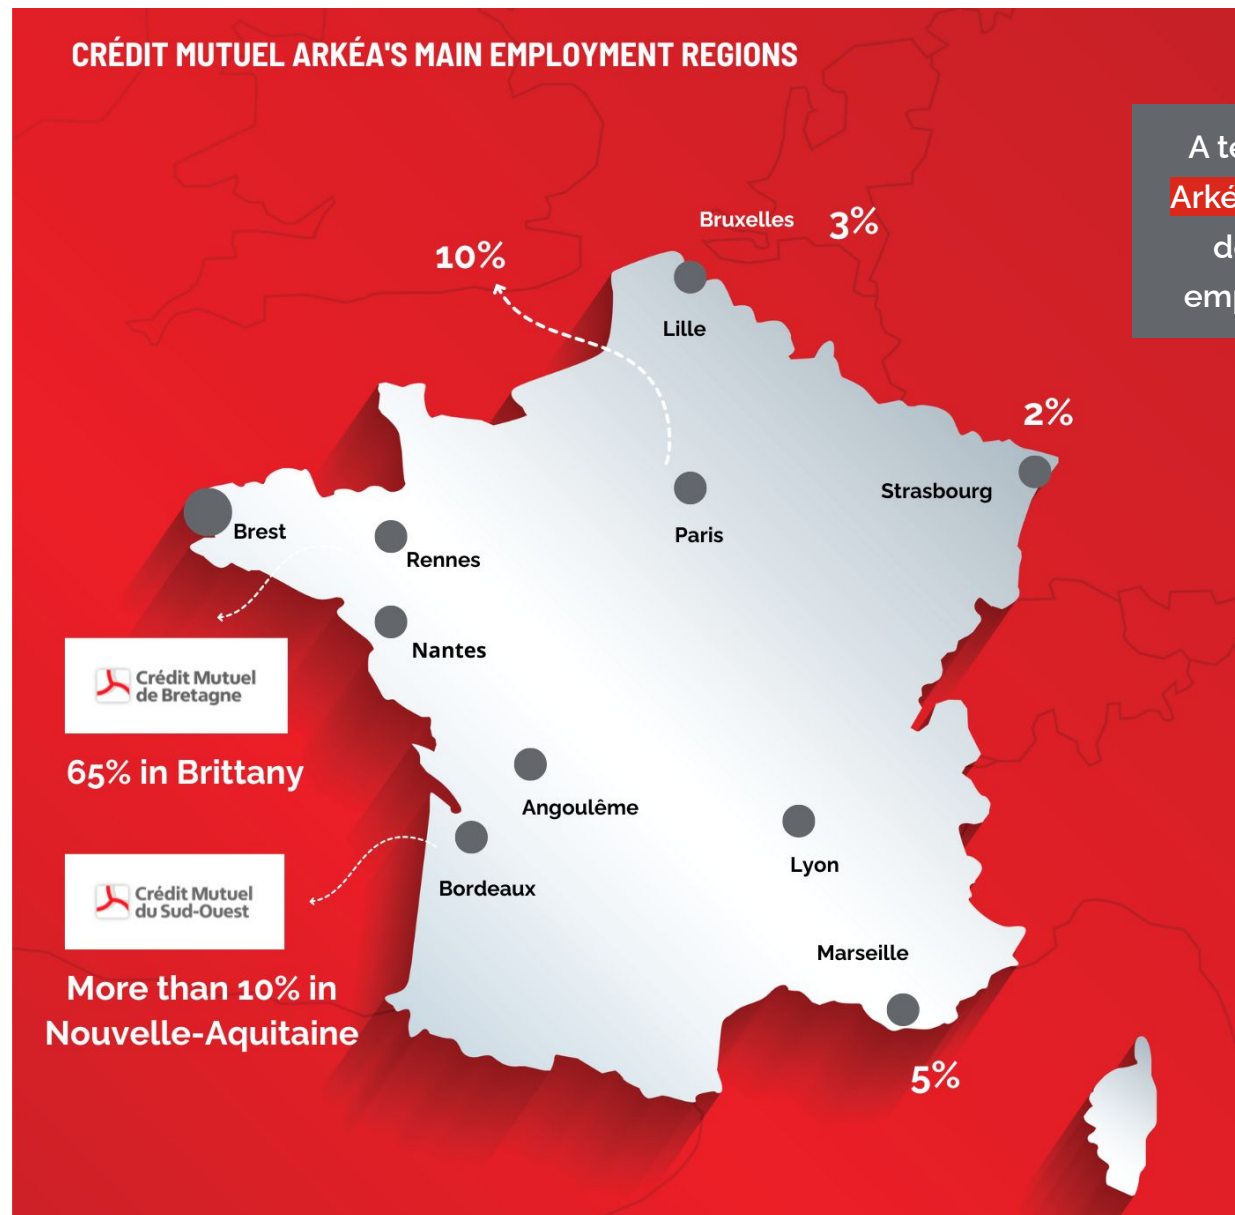 CRÉDIT MUTUEL ARKÉA'S MAIN EMPLOYMENT REGIONS
A
Bruxelles 3%
10%
Lille
2%
Strasbourg
Paris
Brest
Rennes
Nantes
Crédit Mutuel
de Bretagne
65% in Brittany
Angoulême
Lyon
Bordeaux
Crédit Mutuel
du Sud-Ouest
Marseille
More than 10% in
Nouvelle-Aquitaine
5%